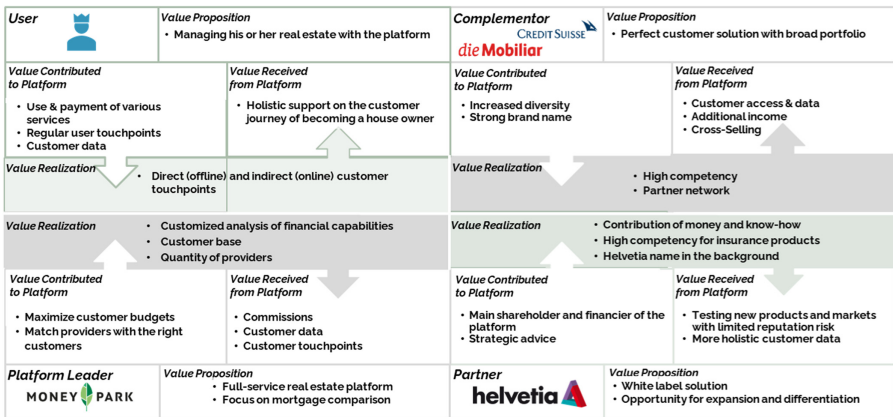 User
Value Proposition
• Managing his or her real estate with the platform
Value Contributed
to Platform
• Use & payment of various
services
• Regular user touchpoints
• Customer data
Value Received
from Platform
• Holistic support on the customer
journey of becoming a house owner
Value Realization
• Direct (offline) and indirect (online) customer
touchpoints
Complementor
CREDIT SUISSE
die Mobiliar
Value Proposition
• Perfect customer solution with broad portfolio
Value Contributed
to Platform
• Increased diversity
• Strong brand name
Value Received
from Platform
• Customer access & data
• Additional income
• Cross-Selling
Value Realization
• High competency
• Partner network
Value Realization
• Customized analysis of financial capabilities
• Customer base
• Quantity of providers
Value Contributed
to Platform
• Maximize customer budgets
• Match providers with the right
customers
Value Received
from Platform
• Commissions
• Customer data
• Customer touchpoints
Platform Leader
MONEY PARK
Value Proposition
• Full-service real estate platform
• Focus on mortgage comparison
Value Realization
• Contribution of money and know-how
• High competency for insurance products
• Helvetia name in the background
Value Contributed
to Platform
• Main shareholder and financier of the
platform
• Strategic advice
Value Received
from Platform
• Testing new products and markets
with limited reputation risk
• More holistic customer data
Partner
helvetia
Value Proposition
• White label solution
• Opportunity for expansion and differentiation